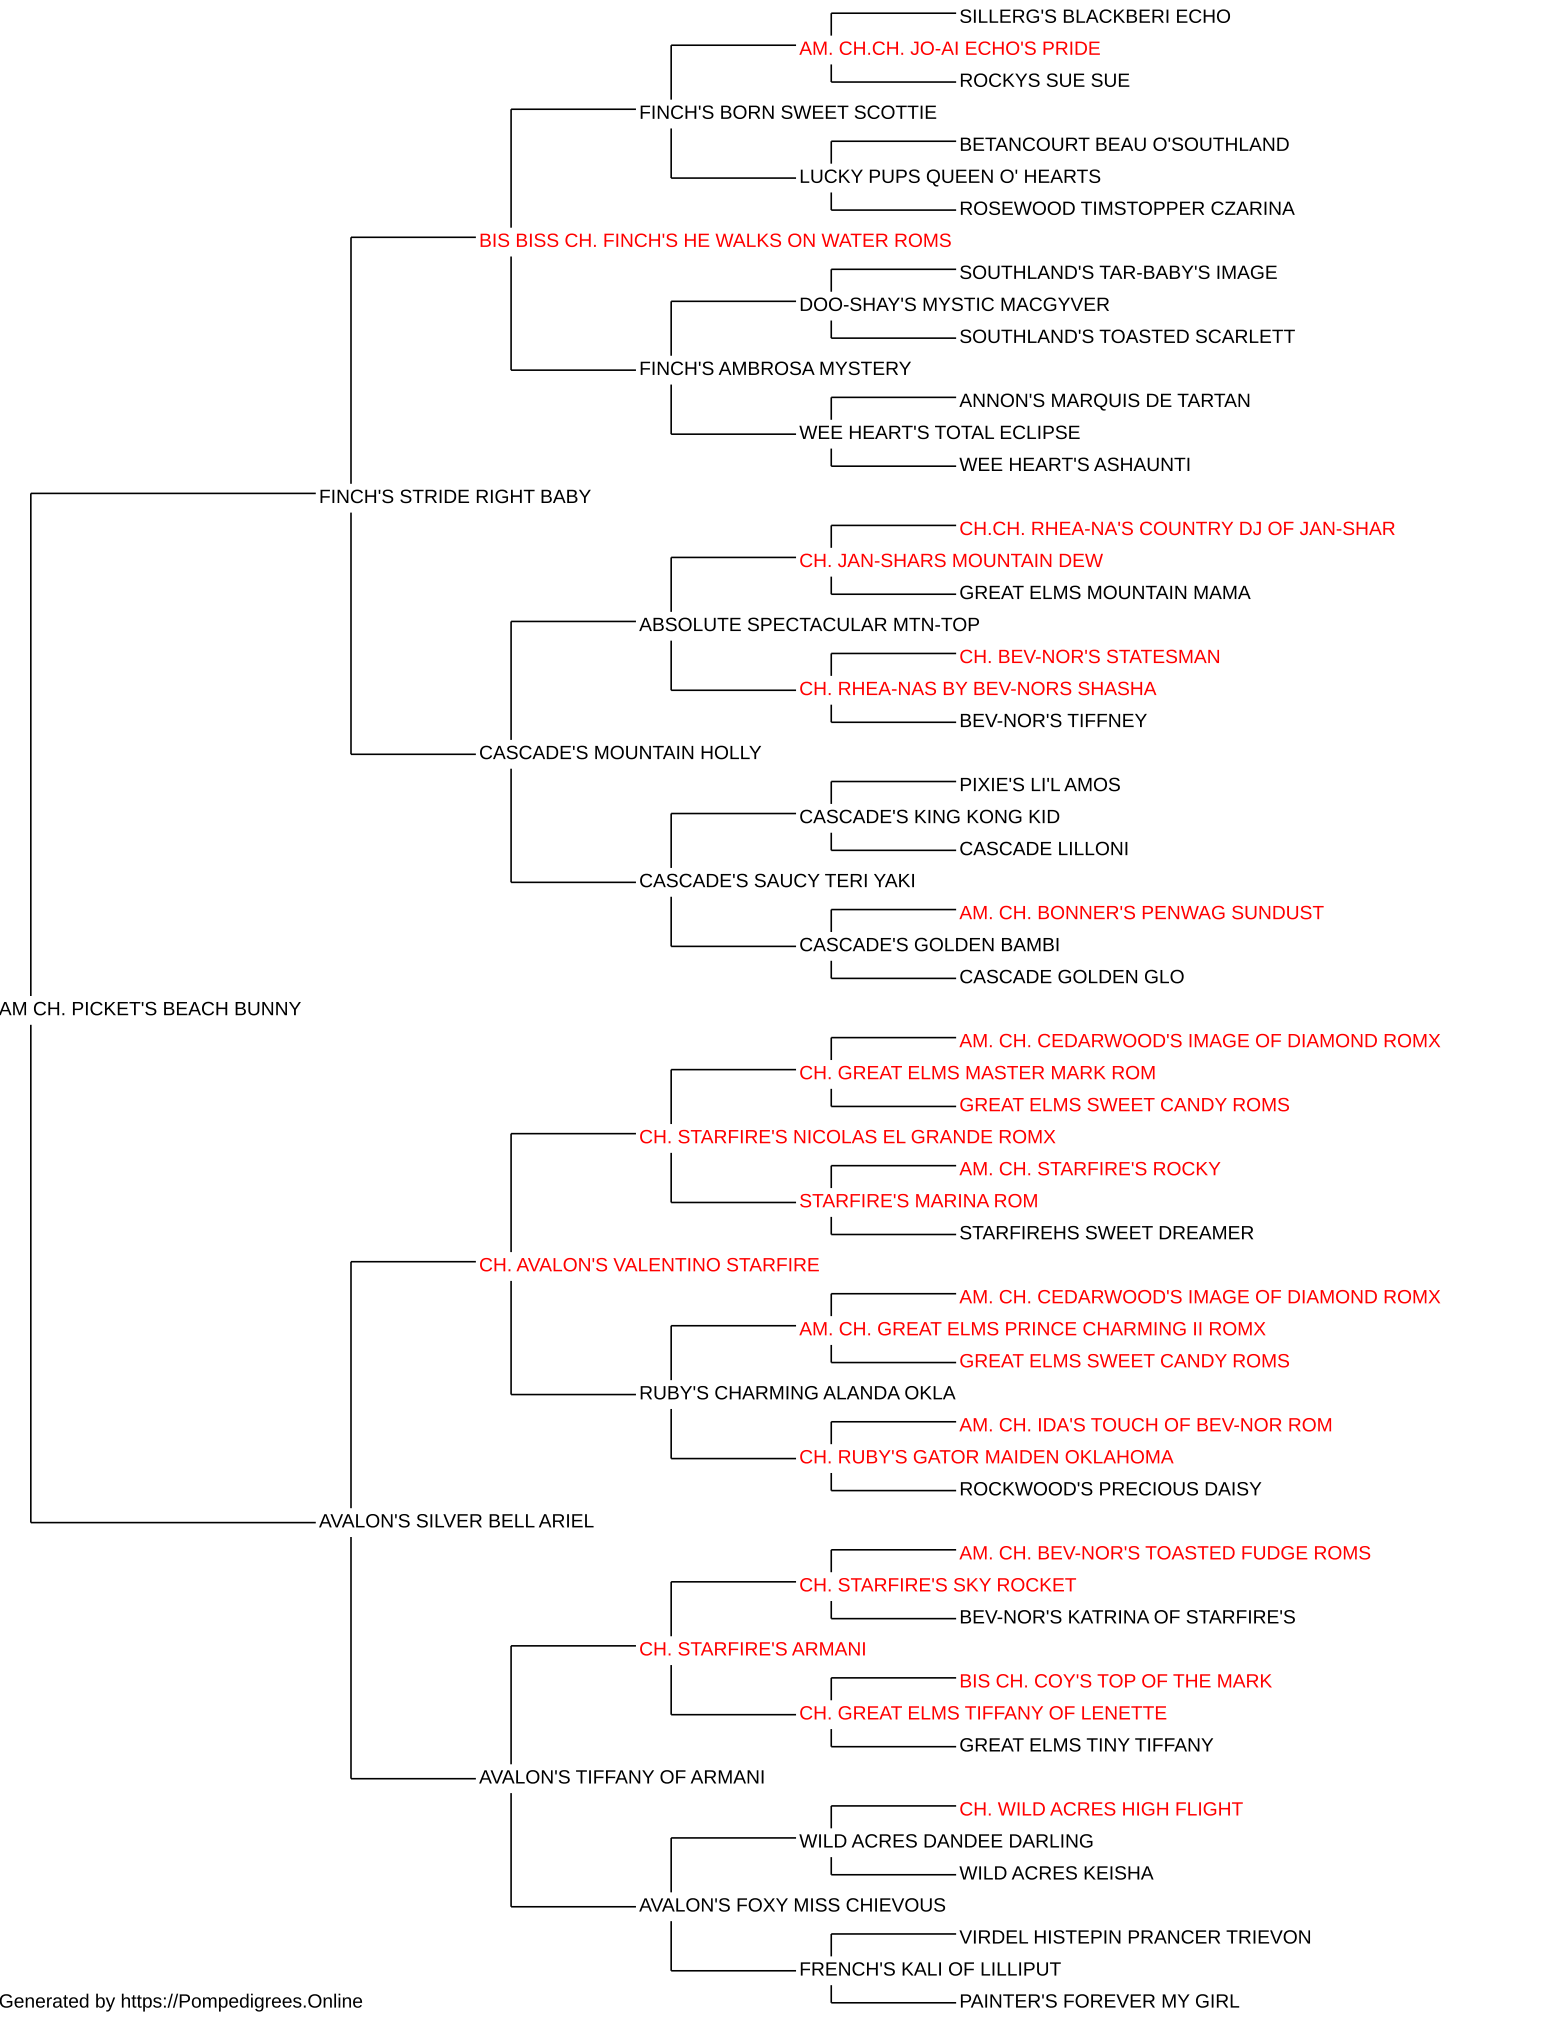 SILLERG'S BLACKBERI ECHO
AM. CH.CH. JO-AI ECHO'S PRIDE
ROCKYS SUE SUE
FINCH'S BORN SWEET SCOTTIE
BETANCOURT BEAU O'SOUTHLAND
LUCKY PUPS QUEEN O' HEARTS
ROSEWOOD TIMSTOPPER CZARINA
BIS BISS CH. FINCH'S HE WALKS ON WATER ROMS
SOUTHLAND'S TAR-BABY'S IMAGE
DOO-SHAY'S MYSTIC MACGYVER
SOUTHLAND'S TOASTED SCARLETT
FINCH'S AMBROSA MYSTERY
ANNON'S MARQUIS DE TARTAN
WEE HEART'S TOTAL ECLIPSE
WEE HEART'S ASHAUNTI
FINCH'S STRIDE RIGHT BABY
CH.CH. RHEA-NA'S COUNTRY DJ OF JAN-SHAR
CH. JAN-SHARS MOUNTAIN DEW
GREAT ELMS MOUNTAIN MAMA
ABSOLUTE SPECTACULAR MTN-TOP
CH. BEV-NOR'S STATESMAN
CH. RHEA-NAS BY BEV-NORS SHASHA
BEV-NOR'S TIFFNEY
CASCADE'S MOUNTAIN HOLLY
PIXIE'S LI'L AMOS
CASCADE'S KING KONG KID
CASCADE LILLONI
CASCADE'S SAUCY TERI YAKI
AM. CH. BONNER'S PENWAG SUNDUST
CASCADE'S GOLDEN BAMBI
CASCADE GOLDEN GLO
AM CH. PICKET'S BEACH BUNNY
AM. CH. CEDARWOOD'S IMAGE OF DIAMOND ROMX
CH. GREAT ELMS MASTER MARK ROM
GREAT ELMS SWEET CANDY ROMS
CH. STARFIRE'S NICOLAS EL GRANDE ROMX
AM. CH. STARFIRE'S ROCKY
STARFIRE'S MARINA ROM
STARFIREHS SWEET DREAMER
CH. AVALON'S VALENTINO STARFIRE
AM. CH. CEDARWOOD'S IMAGE OF DIAMOND ROMX
AM. CH. GREAT ELMS PRINCE CHARMING II ROMX
GREAT ELMS SWEET CANDY ROMS
RUBY'S CHARMING ALANDA OKLA
AM. CH. IDA'S TOUCH OF BEV-NOR ROM
CH. RUBY'S GATOR MAIDEN OKLAHOMA
ROCKWOOD'S PRECIOUS DAISY
AVALON'S SILVER BELL ARIEL
AM. CH. BEV-NOR'S TOASTED FUDGE ROMS
CH. STARFIRE'S SKY ROCKET
BEV-NOR'S KATRINA OF STARFIRE'S
CH. STARFIRE'S ARMANI
BIS CH. COY'S TOP OF THE MARK
CH. GREAT ELMS TIFFANY OF LENETTE
GREAT ELMS TINY TIFFANY
AVALON'S TIFFANY OF ARMANI
CH. WILD ACRES HIGH FLIGHT
WILD ACRES DANDEE DARLING
WILD ACRES KEISHA
AVALON'S FOXY MISS CHIEVOUS
VIRDEL HISTEPIN PRANCER TRIEVON
FRENCH'S KALI OF LILLIPUT
PAINTER'S FOREVER MY GIRL
Generated by https://Pompedigrees.Online